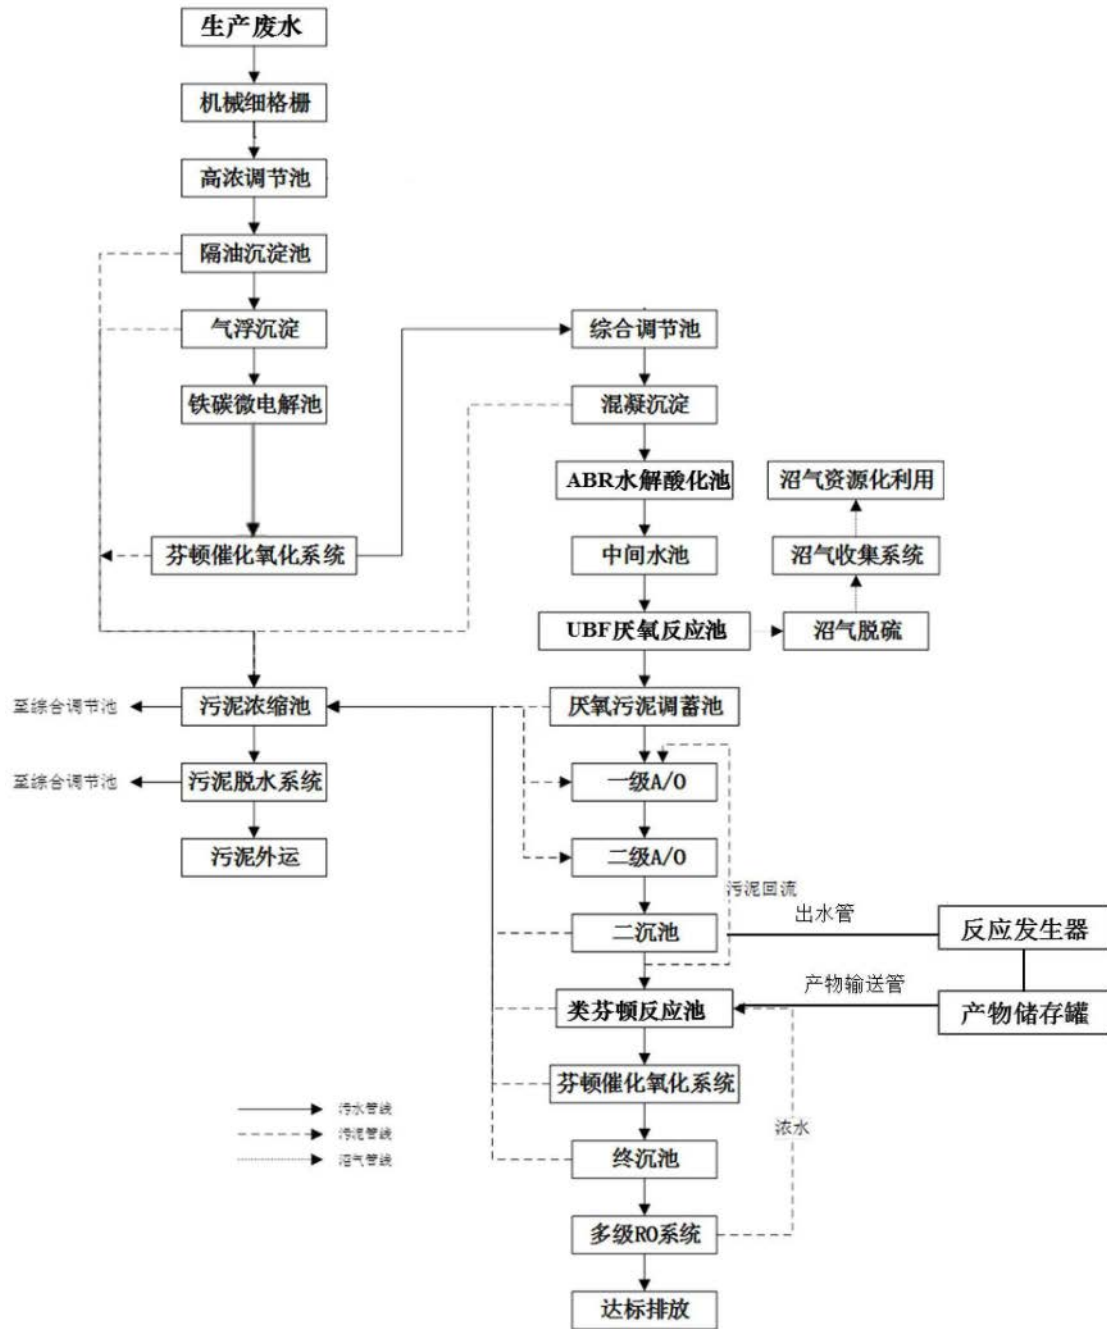 生产废水
机械细格栅
高浓调节池
隔油沉淀池
气浮沉淀
铁碳微电解池
芬顿催化氧化系统
综合调节池
混凝沉淀
ABR水解酸化池
中间水池
UBF厌氧反应池
沼气资源化利用
沼气收集系统
沼气脱硫
至综合调节池
污泥浓缩池
至综合调节池
污泥脱水系统
污泥外运
厌氧污泥调蓄池
一级A/O
二级A/O
污泥回流
二沉池
出水管
反应发生器
产物输送管
产物储存罐
类芬顿反应池
芬顿催化氧化系统
浓水
终沉池
多级RO系统
达标排放
污水管线
污泥管线
沼气管线